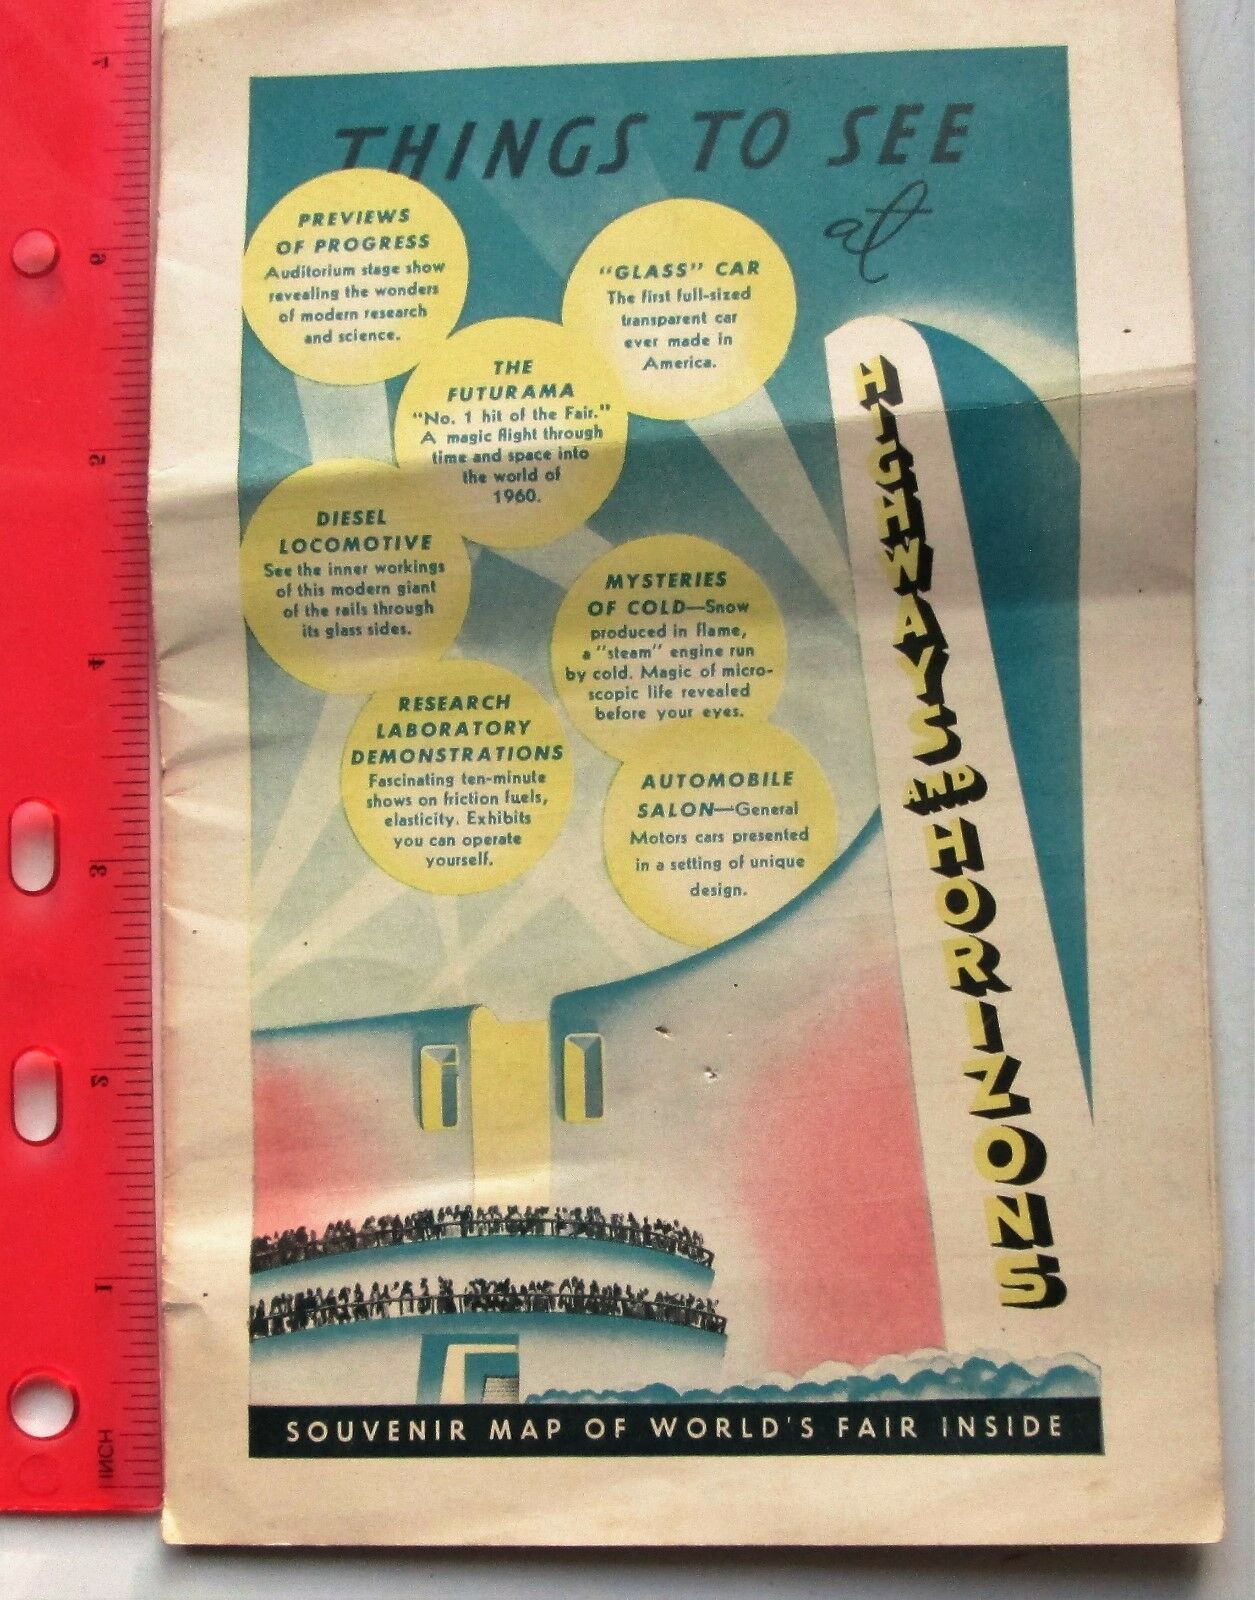 THINGS TO SEE
at
PREVIEWS
OF PROGRESS
Auditorium stage show
revealing the wonders
of modern research
and science.
"GLASS" CAR
The first full-sized
transparent car
ever made in
America.
THE
FUTURAMA
"No. 1 hit of the Fair."
A magic flight through
time and space into
the world of
1960.
DIESEL
LOCOMOTIVE
See the inner workings
of this modern giant
of the rails through
its glass sides.
MYSTERIES
OF COLD—Snow
produced in flame,
a "steam" engine run
by cold. Magic of micro-
scopic life revealed
before your eyes.
RESEARCH
LABORATORY
DEMONSTRATIONS
Fascinating ten-minute
shows on friction fuels,
elasticity. Exhibits
you can operate
yourself.
AUTOMOBILE
SALON—General
Motors cars presented
in a setting of unique
design.
HIGHWAYS AND HORIZONS
SOUVENIR MAP OF WORLD'S FAIR INSIDE
5
4
3
2
1
INCH